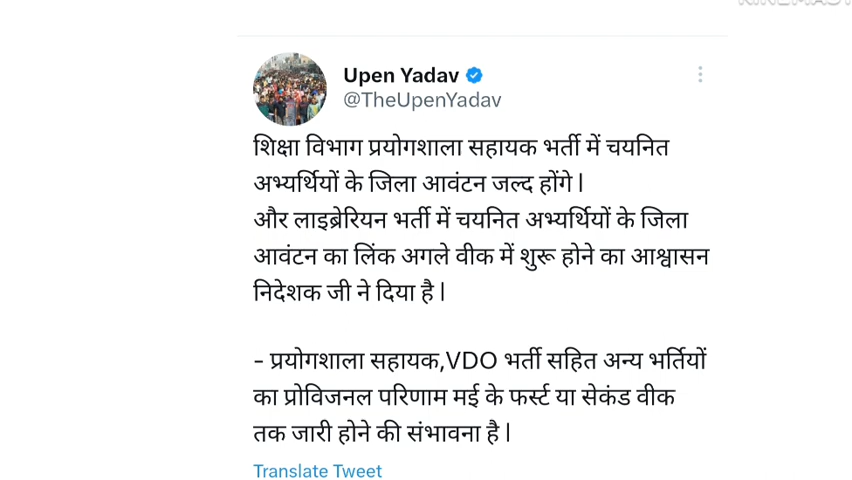 KINEMAST
Upen Yadav
@TheUpenYadav
शिक्षा विभाग प्रयोगशाला सहायक भर्ती में चयनित
अभ्यर्थियों के जिला आवंटन जल्द होंगे |
और लाइब्रेरियन भर्ती में चयनित अभ्यर्थियों के जिला
आवंटन का लिंक अगले वीक में शुरू होने का आश्वासन
निदेशक जी ने दिया है |
- प्रयोगशाला सहायक,VDO भर्ती सहित अन्य भर्तियों
का प्रोविजनल परिणाम मई के फर्स्ट या सेकंड वीक
तक जारी होने की संभावना है |
Translate Tweet